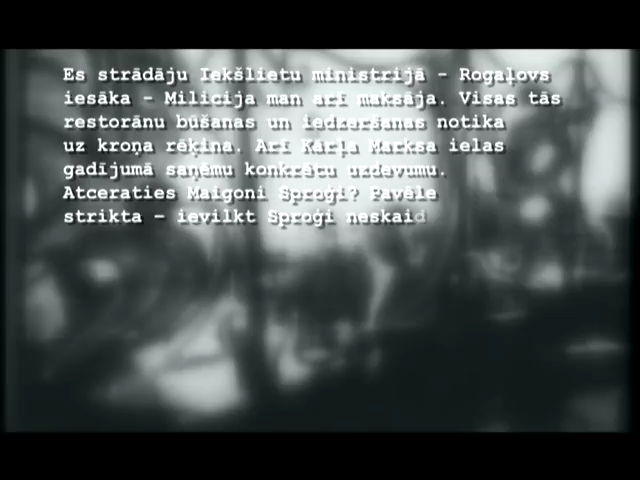 Es strādāju Iekšlietu ministrijā - Rogaļovs
iesāka - Milicija man arī maksāja. Visas tās
restorānu būšanas un iedzeršanas notika
uz kroņa rēķina. Arī Kārļa Marksa ielas
gadījumā saņēmu konkrētu uzdevumu.
Atceraties Maigoni Sproģi? Pavēle
strikta - ievilkt Sproģi neskaid